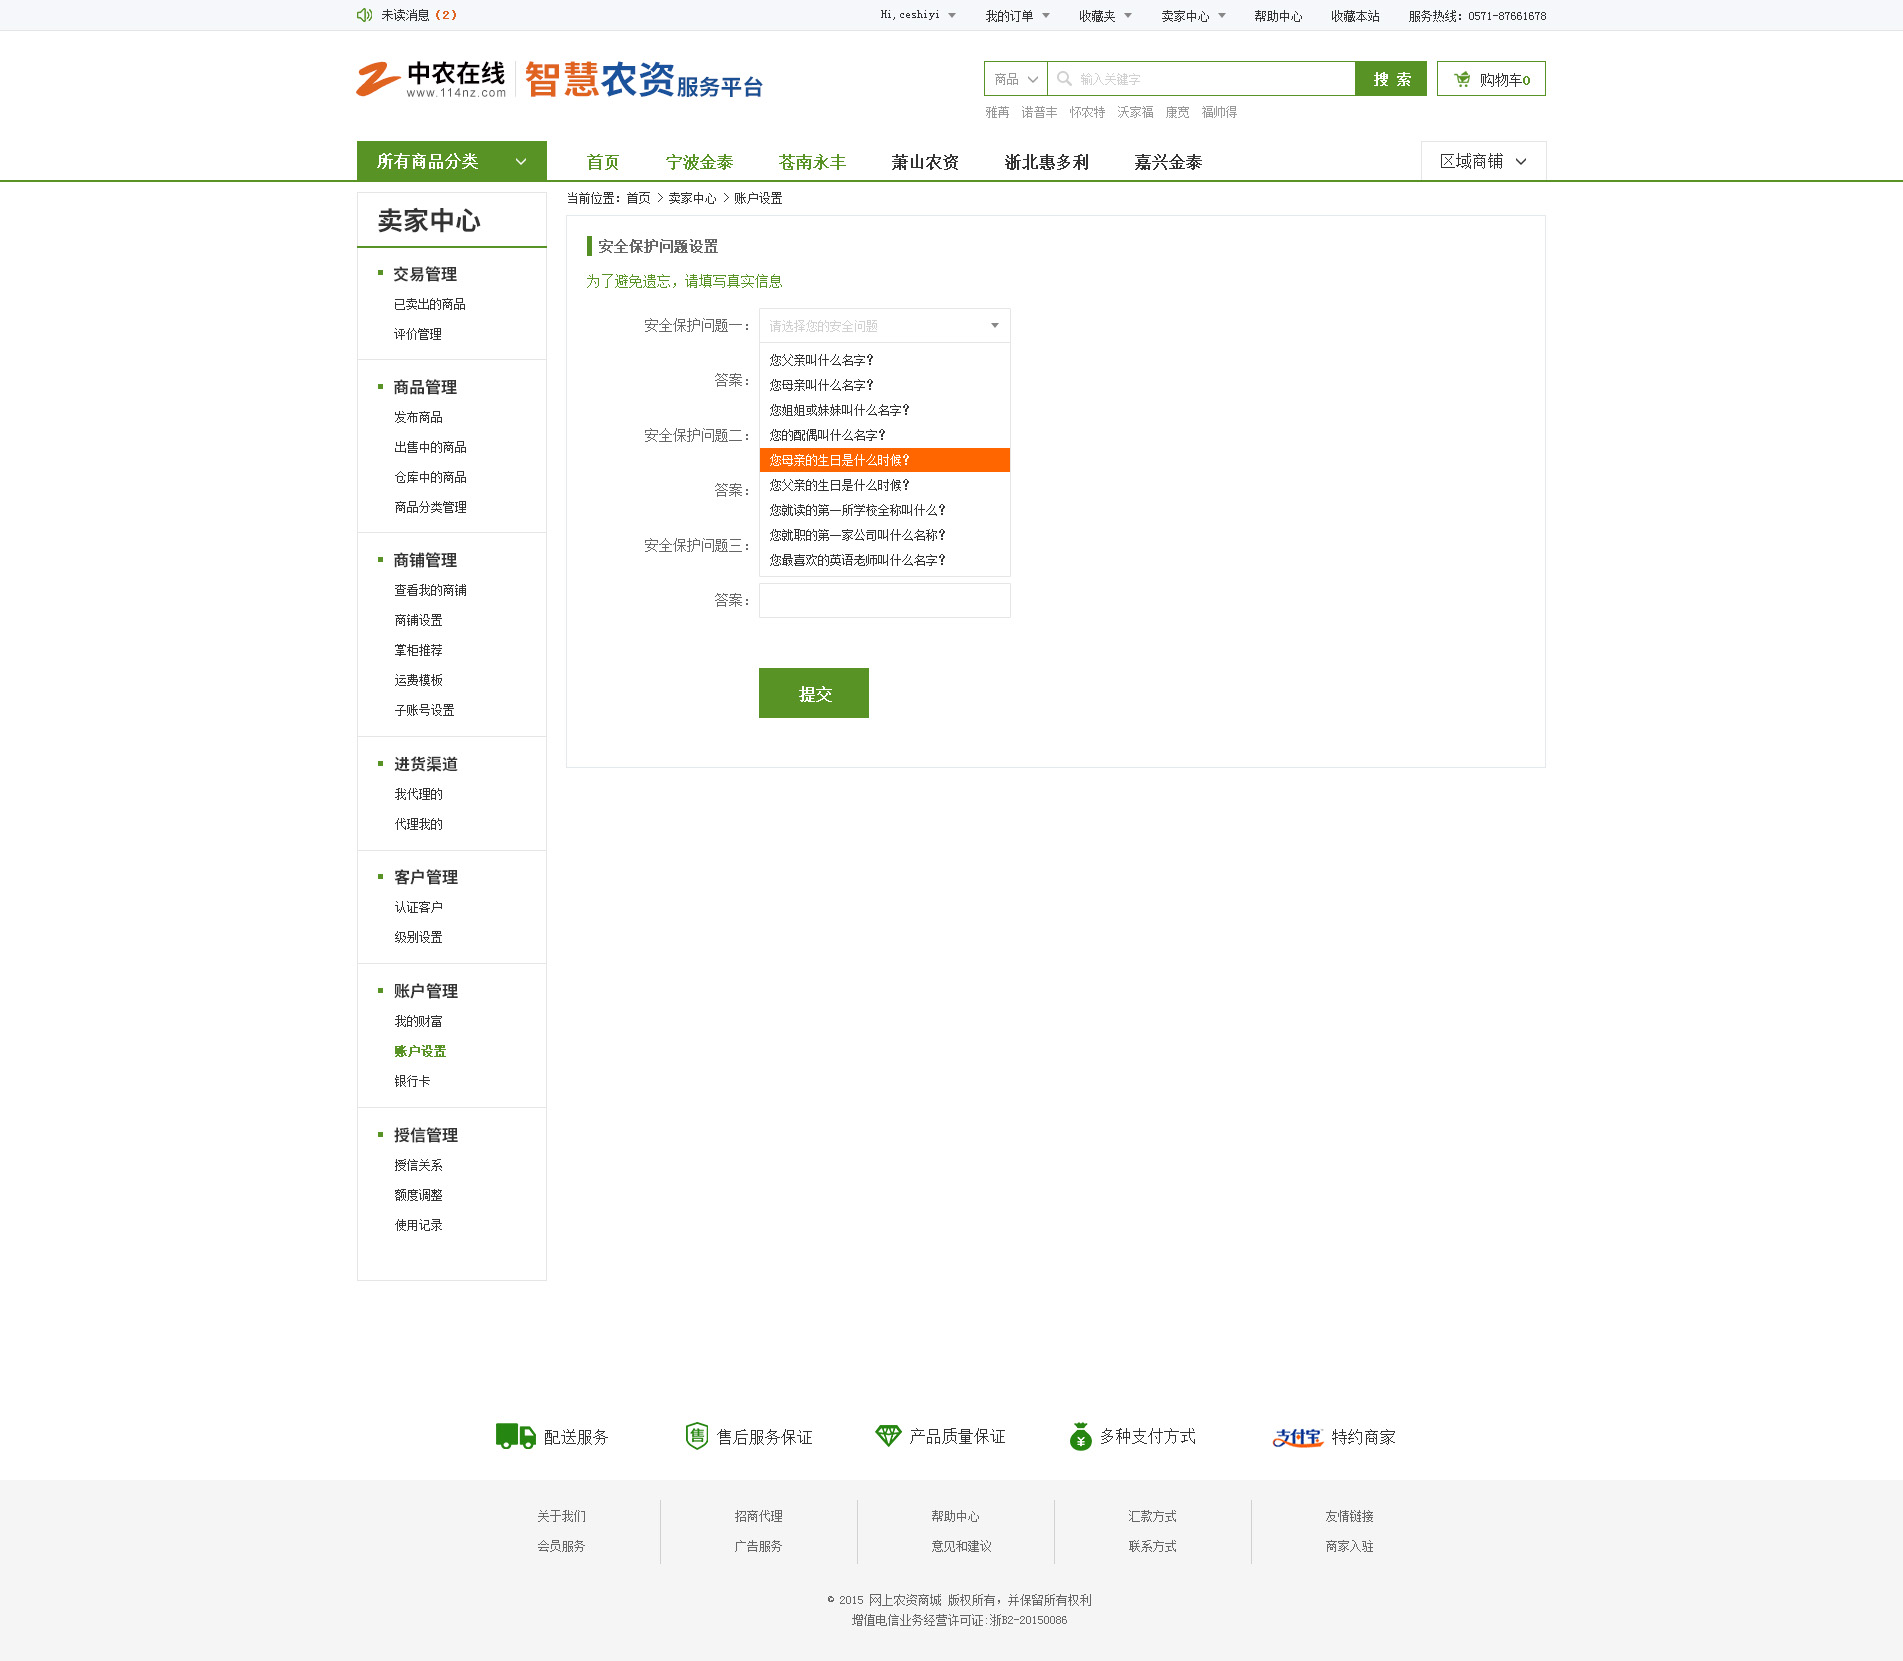 未读消息（2）
Hi,ceshiyi 我的订单 收藏夹 卖家中心 帮助中心 收藏本站 服务热线：0571-87661678
中农在线 智慧农资服务平台
www.114nz.com
商品 输入关键字 搜 索 购物车0
雅苒 诺普丰 怀农特 沃家福 康宽 福帅得
所有商品分类 首页 宁波金泰 苍南永丰 萧山农资 浙北惠多利 嘉兴金泰 区域商铺
当前位置：首页 > 卖家中心 > 账户设置
卖家中心
交易管理
已卖出的商品
评价管理
商品管理
发布商品
出售中的商品
仓库中的商品
商品分类管理
商铺管理
查看我的商铺
商铺设置
掌柜推荐
运费模板
子账号设置
进货渠道
我代理的
代理我的
客户管理
认证客户
级别设置
账户管理
我的财富
账户设置
银行卡
授信管理
授信关系
额度调整
使用记录
安全保护问题设置
为了避免遗忘，请填写真实信息
安全保护问题一： 请选择您的安全问题
您父亲叫什么名字？
答案：
您母亲叫什么名字？
您姐姐或妹妹叫什么名字？
安全保护问题二：
您的配偶叫什么名字？
您母亲的生日是什么时候？
答案：
您父亲的生日是什么时候？
您就读的第一所学校全称叫什么？
安全保护问题三：
您就职的第一家公司叫什么名称？
您最喜欢的英语老师叫什么名字？
答案：
提交
配送服务 售 售后服务保证 产品质量保证 ¥ 多种支付方式 支付宝 特约商家
关于我们 招商代理 帮助中心 汇款方式 友情链接
会员服务 广告服务 意见和建议 联系方式 商家入驻
© 2015 网上农资商城 版权所有，并保留所有权利
增值电信业务经营许可证:浙B2-20150086